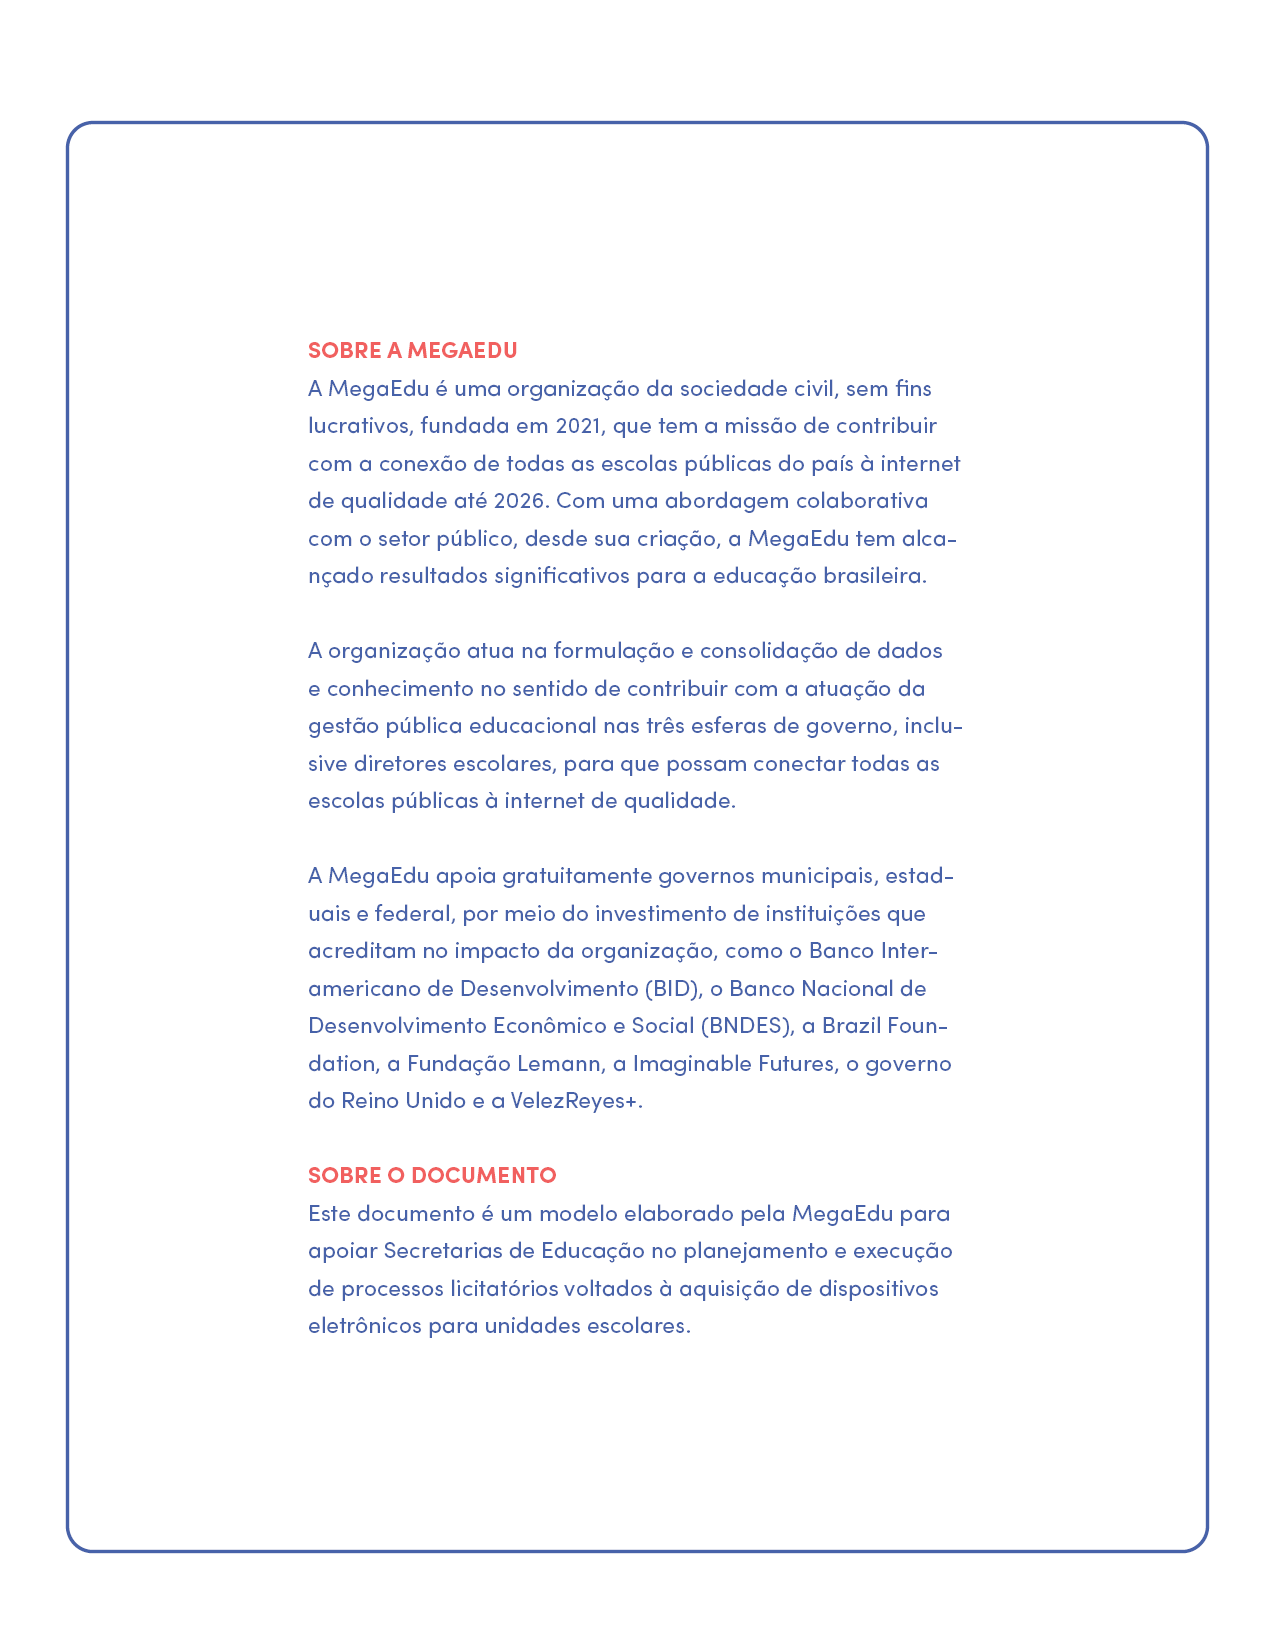 SOBRE A MEGAEDU
A MegaEdu é uma organização da sociedade civil, sem fins
lucrativos, fundada em 2021, que tem a missão de contribuir
com a conexão de todas as escolas públicas do país à internet
de qualidade até 2026. Com uma abordagem colaborativa
com o setor público, desde sua criação, a MegaEdu tem alca-
nçado resultados significativos para a educação brasileira.
A organização atua na formulação e consolidação de dados
e conhecimento no sentido de contribuir com a atuação da
gestão pública educacional nas três esferas de governo, inclu-
sive diretores escolares, para que possam conectar todas as
escolas públicas à internet de qualidade.
A MegaEdu apoia gratuitamente governos municipais, estad-
uais e federal, por meio do investimento de instituições que
acreditam no impacto da organização, como o Banco Inter-
americano de Desenvolvimento (BID), o Banco Nacional de
Desenvolvimento Econômico e Social (BNDES), a Brazil Foun-
dation, a Fundação Lemann, a Imaginable Futures, o governo
do Reino Unido e a VelezReyes+.
SOBRE O DOCUMENTO
Este documento é um modelo elaborado pela MegaEdu para
apoiar Secretarias de Educação no planejamento e execução
de processos licitatórios voltados à aquisição de dispositivos
eletrônicos para unidades escolares.